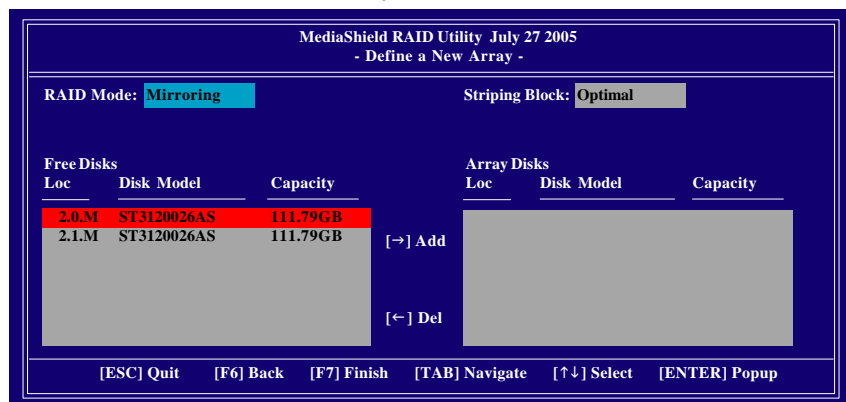 MediaShield RAID Utility July 27 2005
- Define a New Array -
RAID Mode: Mirroring Striping Block: Optimal
Free Disks Array Disks
Loc Disk Model Capacity Loc Disk Model Capacity
2.0.M ST3120026AS 111.79GB
2.1.M ST3120026AS 111.79GB
[→] Add
[←] Del
[ESC] Quit [F6] Back [F7] Finish [TAB] Navigate [↑↓] Select [ENTER] Popup